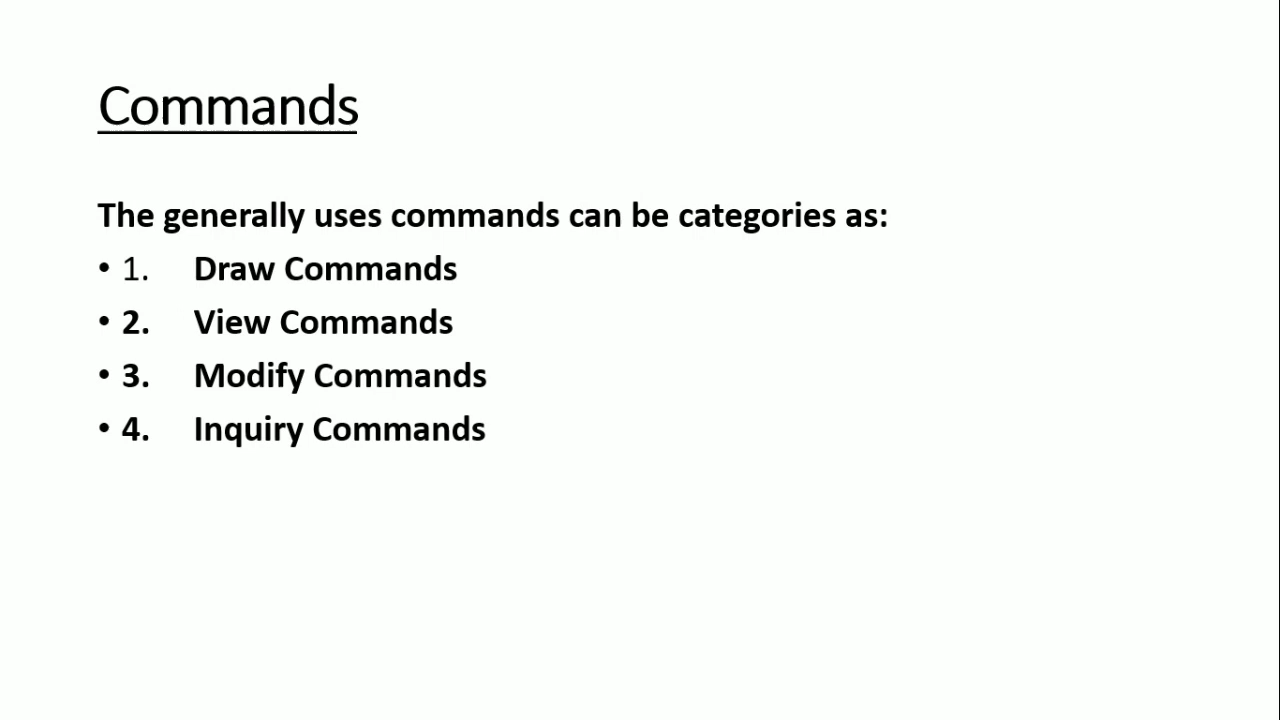 Commands
The generally uses commands can be categories as:
• 1. Draw Commands
• 2. View Commands
• 3. Modify Commands
• 4. Inquiry Commands